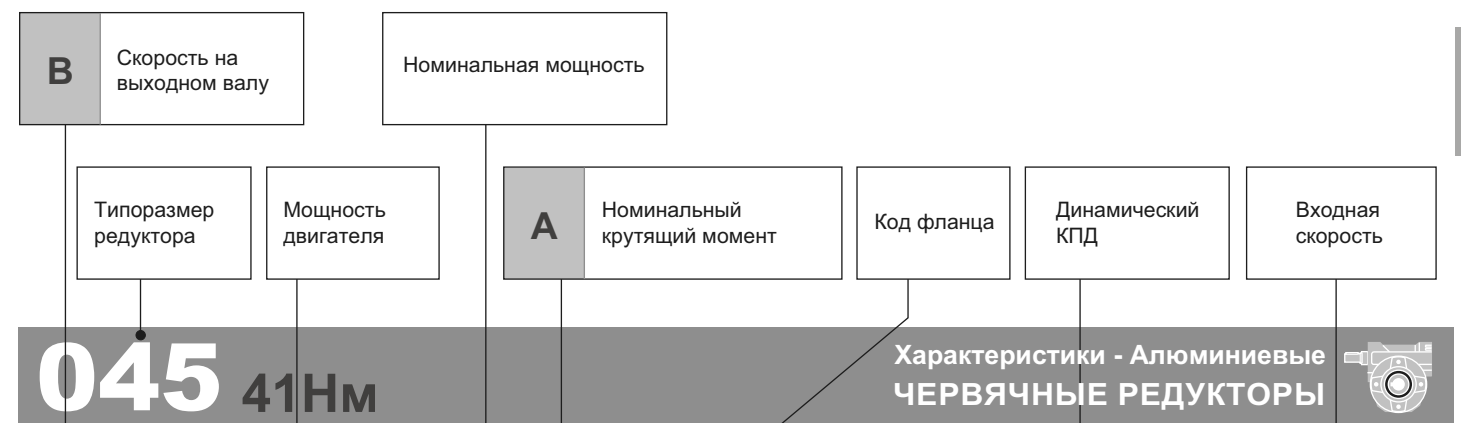 B
Скорость на
выходном валу
Номинальная мощность
Типоразмер
редуктора
Мощность
двигателя
A
Номинальный
крутящий момент
Код фланца
Динамический
КПД
Входная
скорость
045 41Нм
Характеристики - Алюминиевые
ЧЕРВЯЧНЫЕ РЕДУКТОРЫ